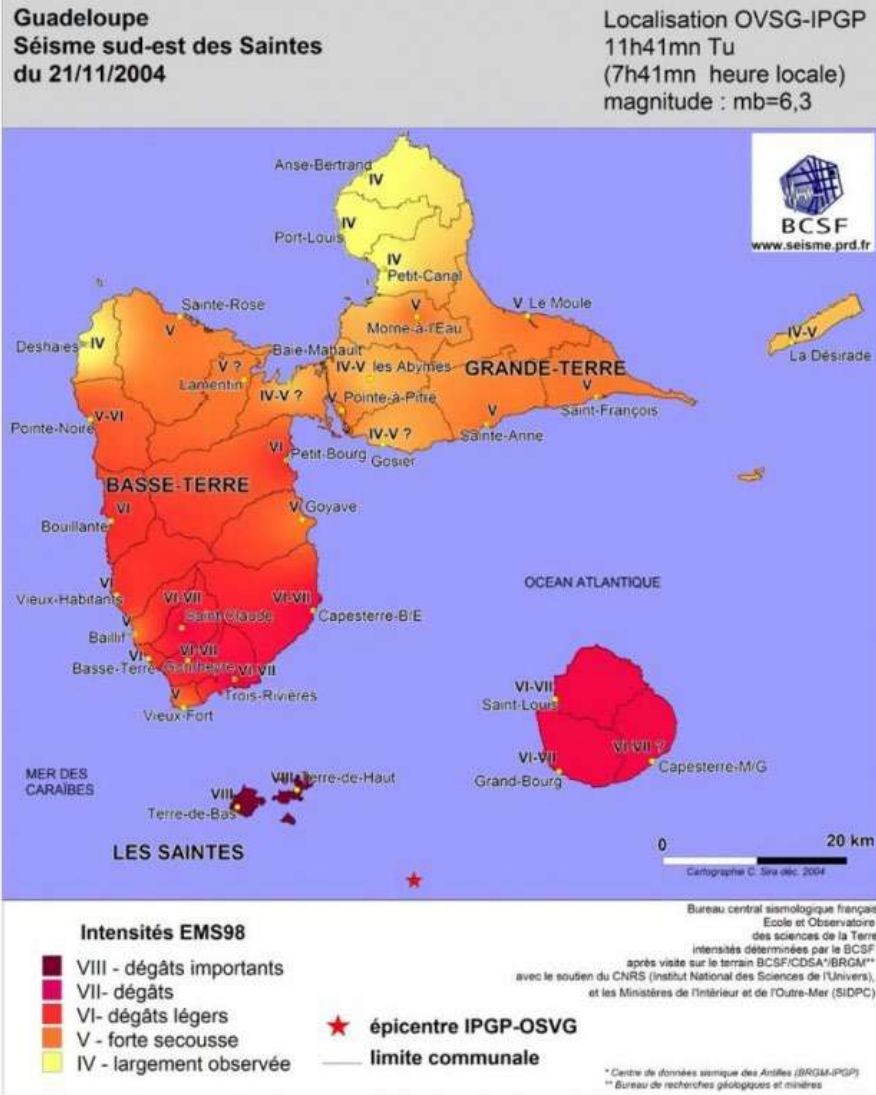 Guadeloupe
Séisme sud-est des Saintes
du 21/11/2004
Localisation OVSG-IPGP
11h41mn Tu
(7h41mn heure locale)
magnitude : mb=6,3
BCSF
www.seisme.prd.fr
Anse-Bertrand
IV
IV
Port-Louis
IV
Petit-Canal
Sainte-Rose
V
V
Morne-à-l'Eau
V Le Moule
Deshaies
IV
Baie-Mahault
V ?
Lamentin
IV-V les Abymes
GRANDE-TERRE
IV-V
La Désirade
IV-V ?
V
Pointe-à-Pitre
V
Saint-François
V-VI
Pointe-Noire
IV-V ?
Gosier
V
Sainte-Anne
VI
Petit-Bourg
BASSE-TERRE
VI
Bouillante
V Goyave
OCEAN ATLANTIQUE
VI
Vieux-Habitants
VI-VII
Saint-Claude
VI-VII
Capesterre-B/E
V
Baillif
VI
Basse-Terre
VI-VII
Gourbeyre
VI-VII
Trois-Rivières
V
Vieux-Fort
VI-VII
Saint-Louis
VI-VII
Grand-Bourg
VI-VII ?
Capesterre-M/G
MER DES
CARAÏBES
VIII
Terre-de-Haut
VIII
Terre-de-Bas
LES SAINTES
0
20 km
Cartographie C. Sira déc. 2004
Intensités EMS98
VIII - dégâts importants
VII- dégâts
VI- dégâts légers
V - forte secousse
IV - largement observée
épicentre IPGP-OSVG
limite communale
Bureau central sismologique français
Ecole et Observatoire
des sciences de la Terre
intensités déterminées par le BCSF
après visite sur le terrain BCSF/CDSA*/BRGM**
avec le soutien du CNRS (Institut National des Sciences de l'Univers),
et les Ministères de l'Intérieur et de l'Outre-Mer (SIDPC)
* Centre de données sismique des Antilles (BRGM-IPGP)
** Bureau de recherches géologiques et minières